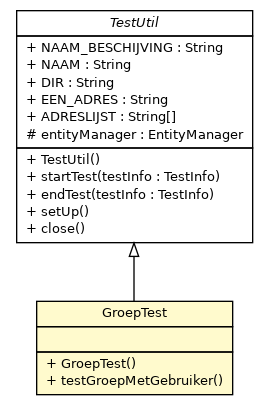 TestUtil
+ NAAM_BESCHIJVING : String
+ NAAM : String
+ DIR : String
+ EEN_ADRES : String
+ ADRESLIJST : String[]
# entityManager : EntityManager
+ TestUtil()
+ startTest(testInfo : TestInfo)
+ endTest(testInfo : TestInfo)
+ setUp()
+ close()
GroepTest
+ GroepTest()
+ testGroepMetGebruiker()